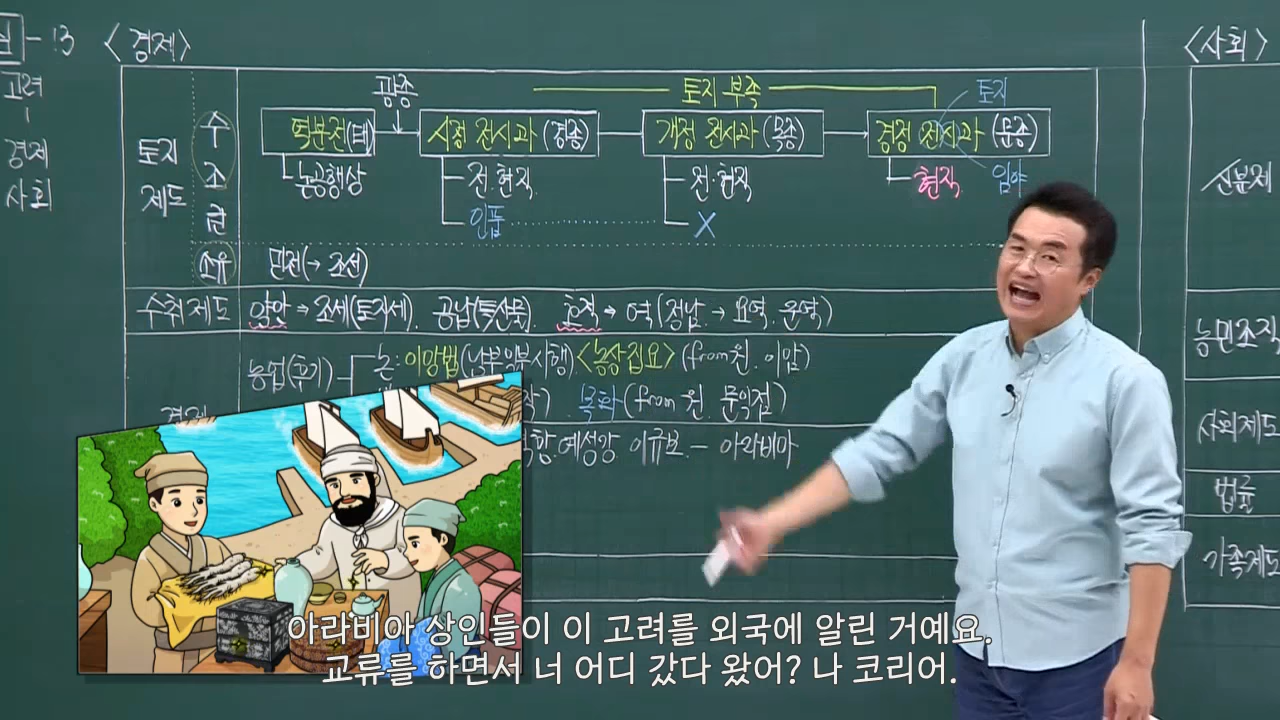 -13 <경제>
<사회>
고려
경제
사회
광종
토지 부족
토지
토지
제도
수
조
권
역분전(태)
시정 전시과 (경종)
개정 전시과 (목종)
경정 전시과 (문종)
논공행상
전·현직
인품
전·현직
X
현직
임야
신분제
소유
민전(→ 조선)
수취 제도
양안 → 조세(토지세). 공납(특산물). 호적 → 역 (정남 → 요역. 군역)
농민조직
농업(후기)
논: 이앙법(남부 일부 시행) <농상집요> (from 원. 이암)
목화 (from 원. 문익점)
예성강. 이규보 – 아라비아
사회제도
법률
가족제도
아라비아 상인들이 이 고려를 외국에 알린 거예요.
교류를 하면서 너 어디 갔다 왔어? 나 코리어.